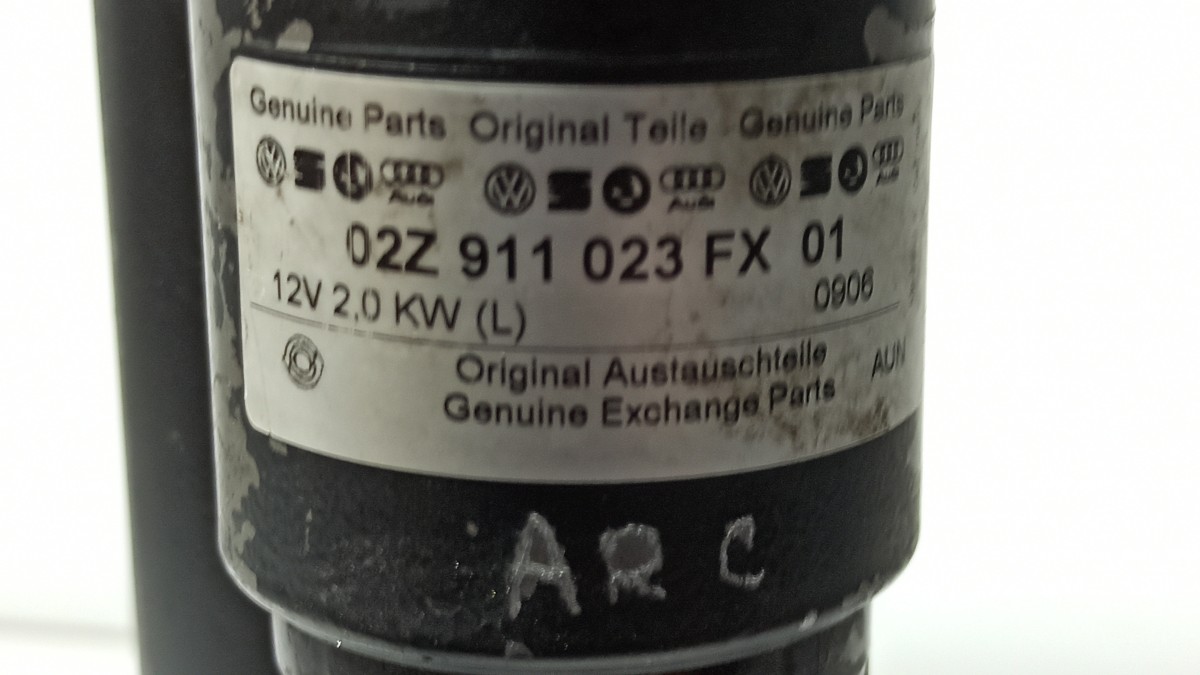 Genuine Parts Original Teile Genuine Parts
Audi Audi Audi
02Z 911 023 FX 01
12V 2,0 KW (L) 0906
Original Austauschteile AUN
Genuine Exchange Parts
ARC